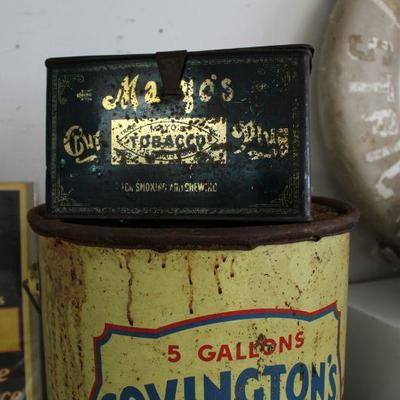 Mayo's
Cut TOBACCO Plug
FOR SMOKING AND CHEWING
5 GALLONS
COVINGTON'S